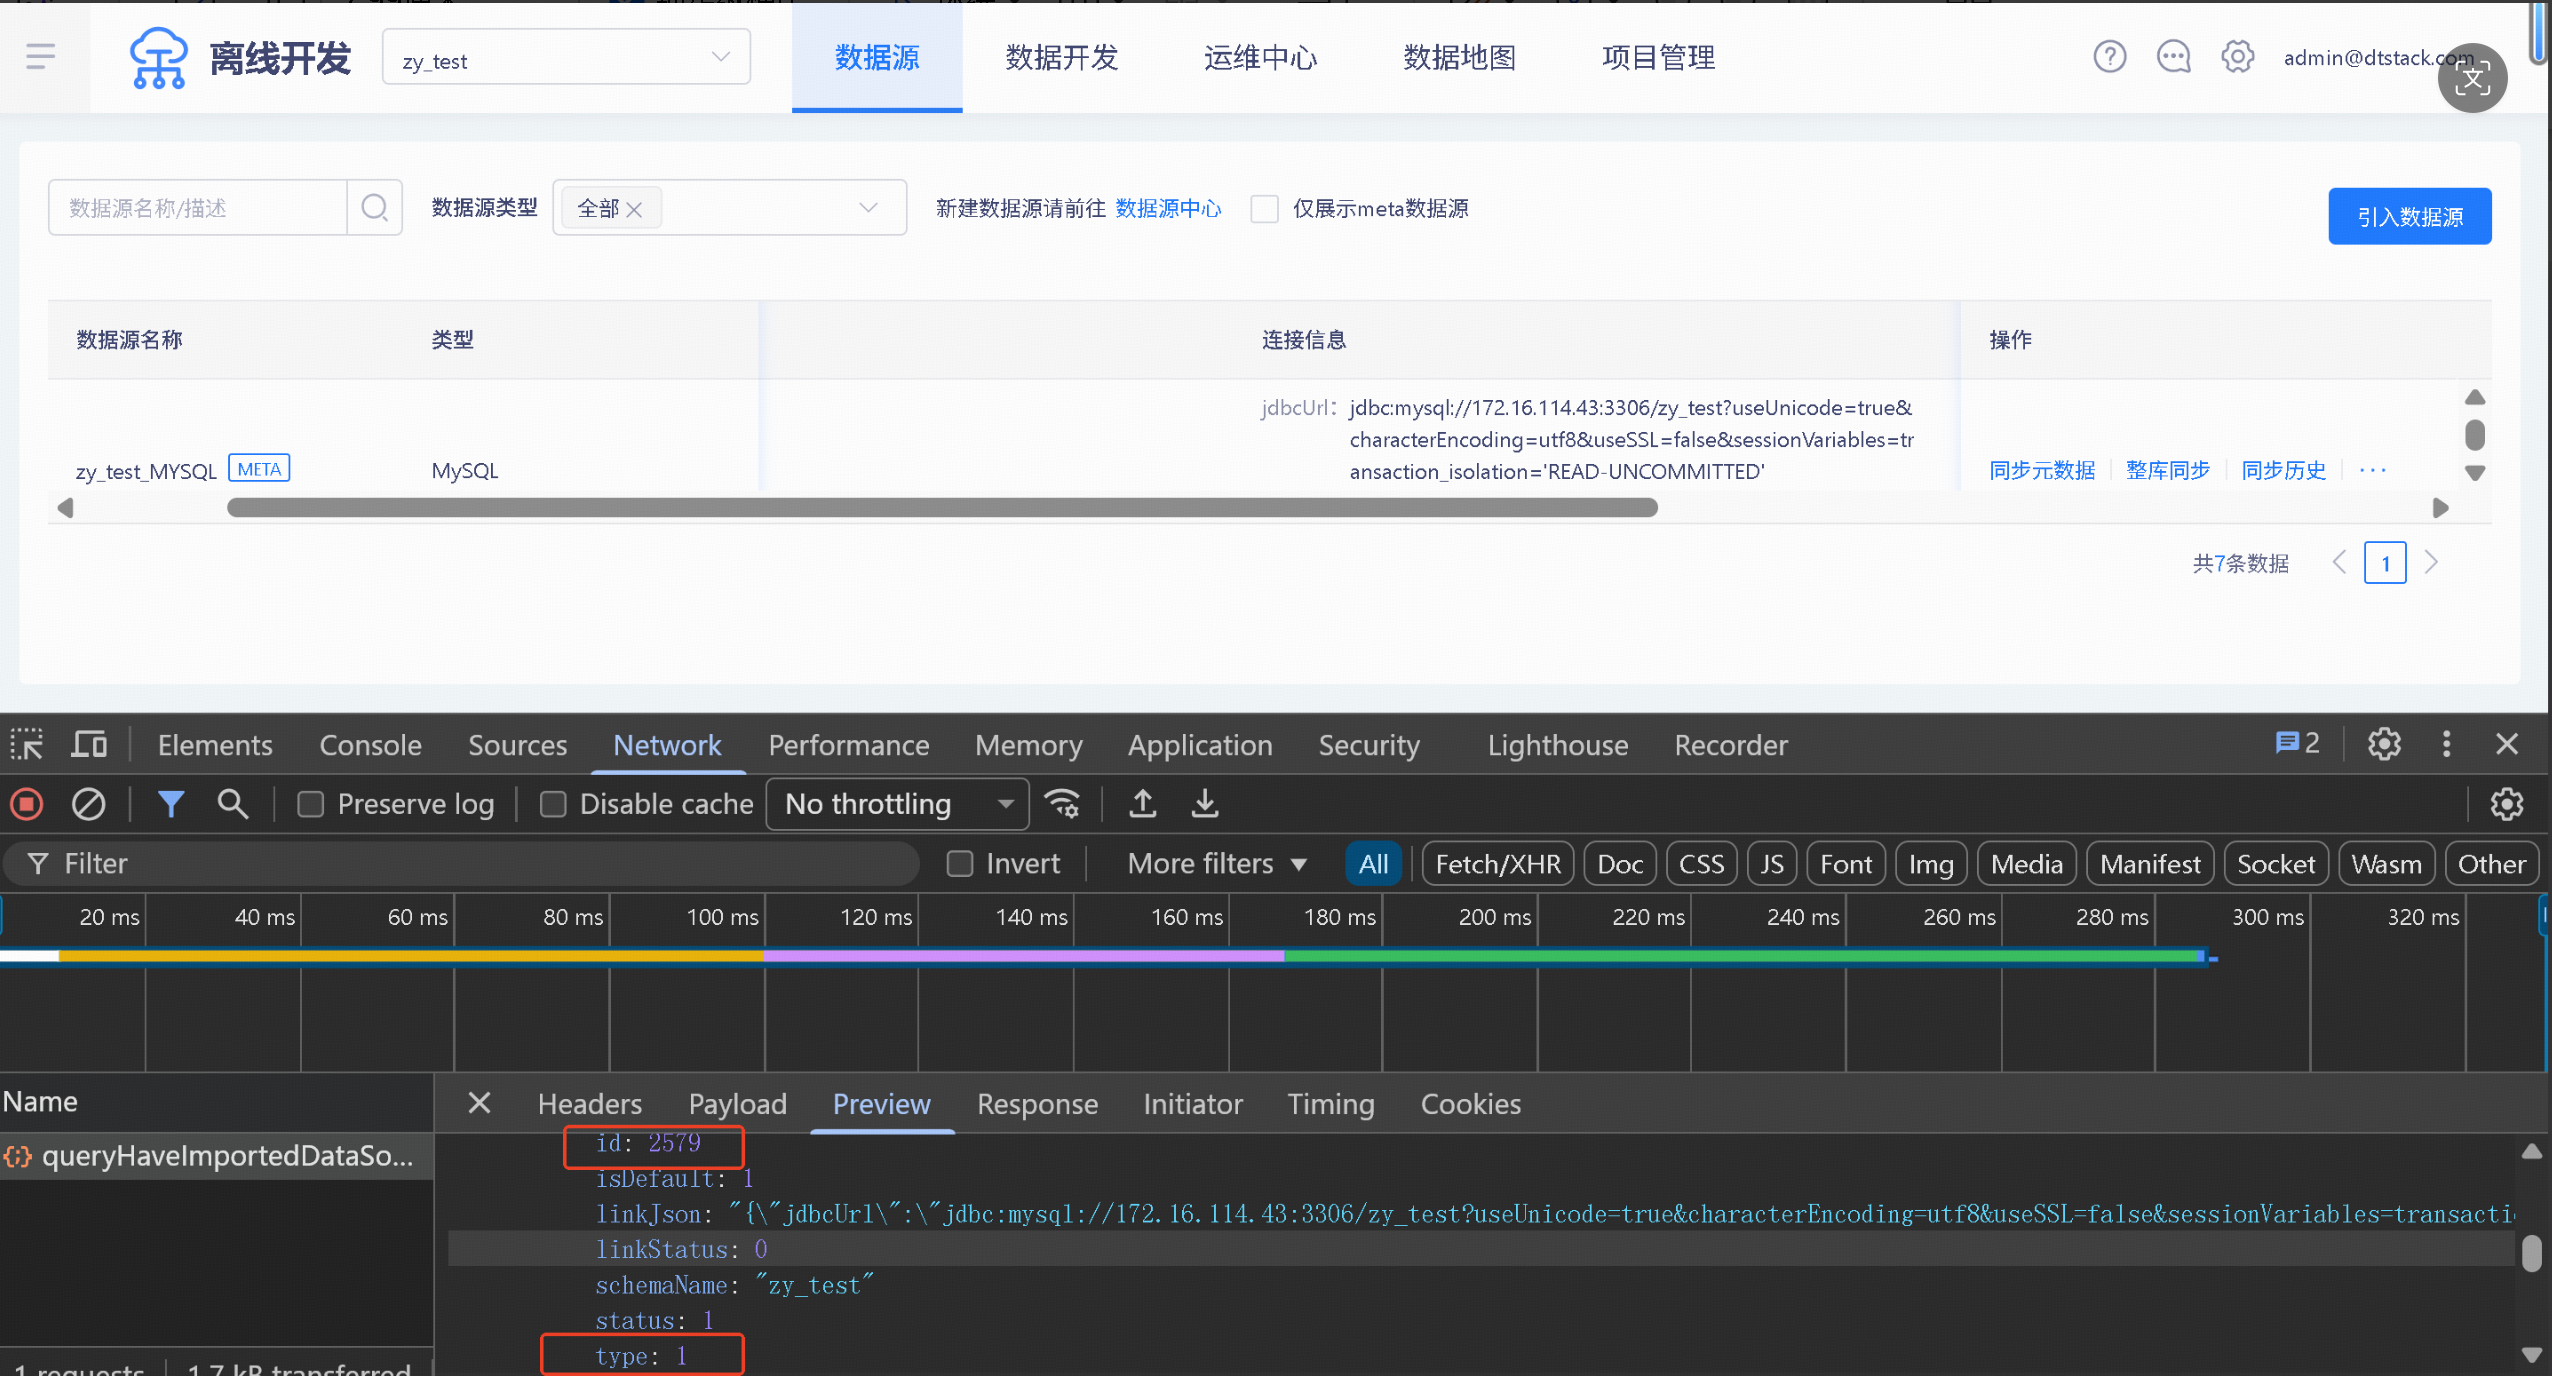 离线开发
zy_test
数据源
数据开发
运维中心
数据地图
项目管理
admin@dtstack.com
文
数据源名称/描述
数据源类型
全部
新建数据源请前往 数据源中心
仅展示meta数据源
引入数据源
数据源名称
类型
连接信息
操作
jdbcUrl： jdbc:mysql://172.16.114.43:3306/zy_test?useUnicode=true&
characterEncoding=utf8&useSSL=false&sessionVariables=tr
ansaction_isolation='READ-UNCOMMITTED'
zy_test_MYSQL META
MySQL
同步元数据 整库同步 同步历史 ···
共7条数据
1
Elements Console Sources Network Performance Memory Application Security Lighthouse Recorder
2
Preserve log
Disable cache
No throttling
Filter
Invert
More filters
All Fetch/XHR Doc CSS JS Font Img Media Manifest Socket Wasm Other
20 ms 40 ms 60 ms 80 ms 100 ms 120 ms 140 ms 160 ms 180 ms 200 ms 220 ms 240 ms 260 ms 280 ms 300 ms 320 ms
Name
Headers Payload Preview Response Initiator Timing Cookies
queryHaveImportedDataSo...
id: 2579
isDefault: 1
linkJson: "{\"jdbcUrl\":\"jdbc:mysql://172.16.114.43:3306/zy_test?useUnicode=true&characterEncoding=utf8&useSSL=false&sessionVariables=transacti
linkStatus: 0
schemaName: "zy_test"
status: 1
type: 1
1 requests 1.7 kB transferred